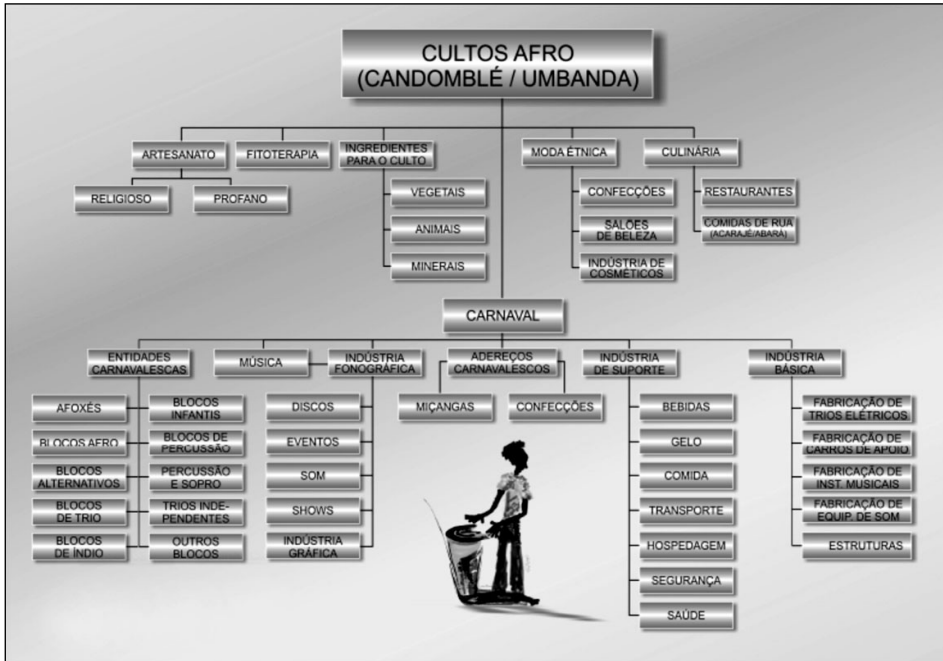 CULTOS AFRO
(CANDOMBLÉ / UMBANDA)
ARTESANATO
FITOTERAPIA
INGREDIENTES
PARA O CULTO
MODA ÉTNICA
CULINÁRIA
RELIGIOSO
PROFANO
VEGETAIS
ANIMAIS
MINERAIS
CONFECÇÕES
SALÕES
DE BELEZA
INDÚSTRIA DE
COSMÉTICOS
RESTAURANTES
COMIDAS DE RUA
(ACARAJÉ/ABARÁ)
CARNAVAL
ENTIDADES
CARNAVALESCAS
MÚSICA
INDÚSTRIA
FONOGRÁFICA
ADEREÇOS
CARNAVALESCOS
INDÚSTRIA
DE SUPORTE
INDÚSTRIA
BÁSICA
AFOXÉS
BLOCOS
INFANTIS
BLOCOS AFRO
BLOCOS DE
PERCUSSÃO
BLOCOS
ALTERNATIVOS
PERCUSSÃO
E SOPRO
BLOCOS
DE TRIO
TRIOS INDE-
PENDENTES
BLOCOS
DE ÍNDIO
OUTROS
BLOCOS
DISCOS
EVENTOS
SOM
SHOWS
INDÚSTRIA
GRÁFICA
MIÇANGAS
CONFECÇÕES
BEBIDAS
GELO
COMIDA
TRANSPORTE
HOSPEDAGEM
SEGURANÇA
SAÚDE
FABRICAÇÃO DE
TRIOS ELÉTRICOS
FABRICAÇÃO DE
CARROS DE APOIO
FABRICAÇÃO DE
INST. MUSICAIS
FABRICAÇÃO DE
EQUIP. DE SOM
ESTRUTURAS